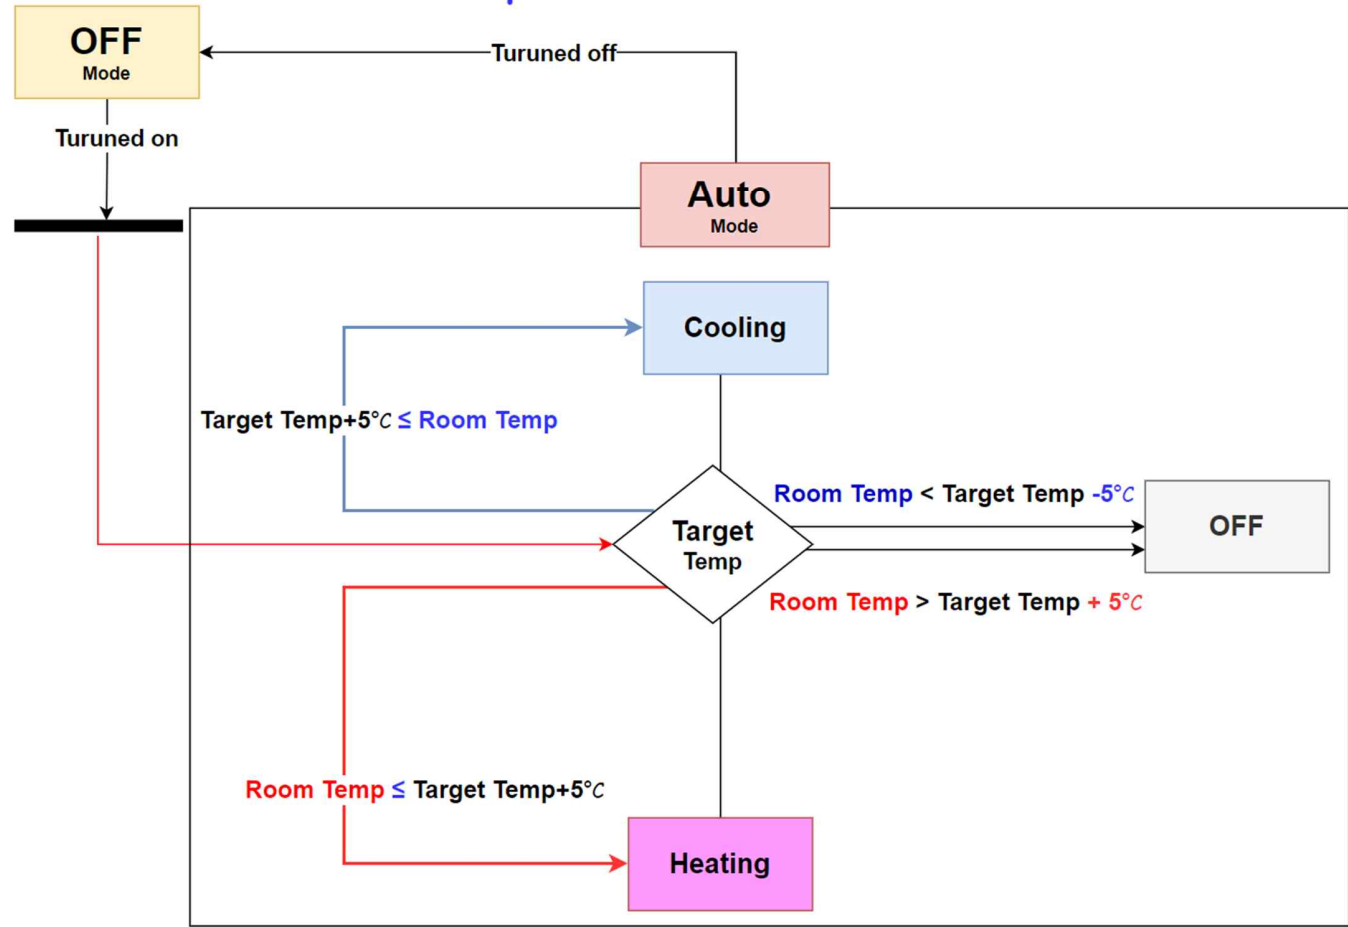 OFF
Mode
Turuned off
Turuned on
Auto
Mode
Cooling
Target Temp+5°C ≤ Room Temp
Room Temp < Target Temp -5°C
Target
Temp
OFF
Room Temp > Target Temp + 5°C
Room Temp ≤ Target Temp+5°C
Heating